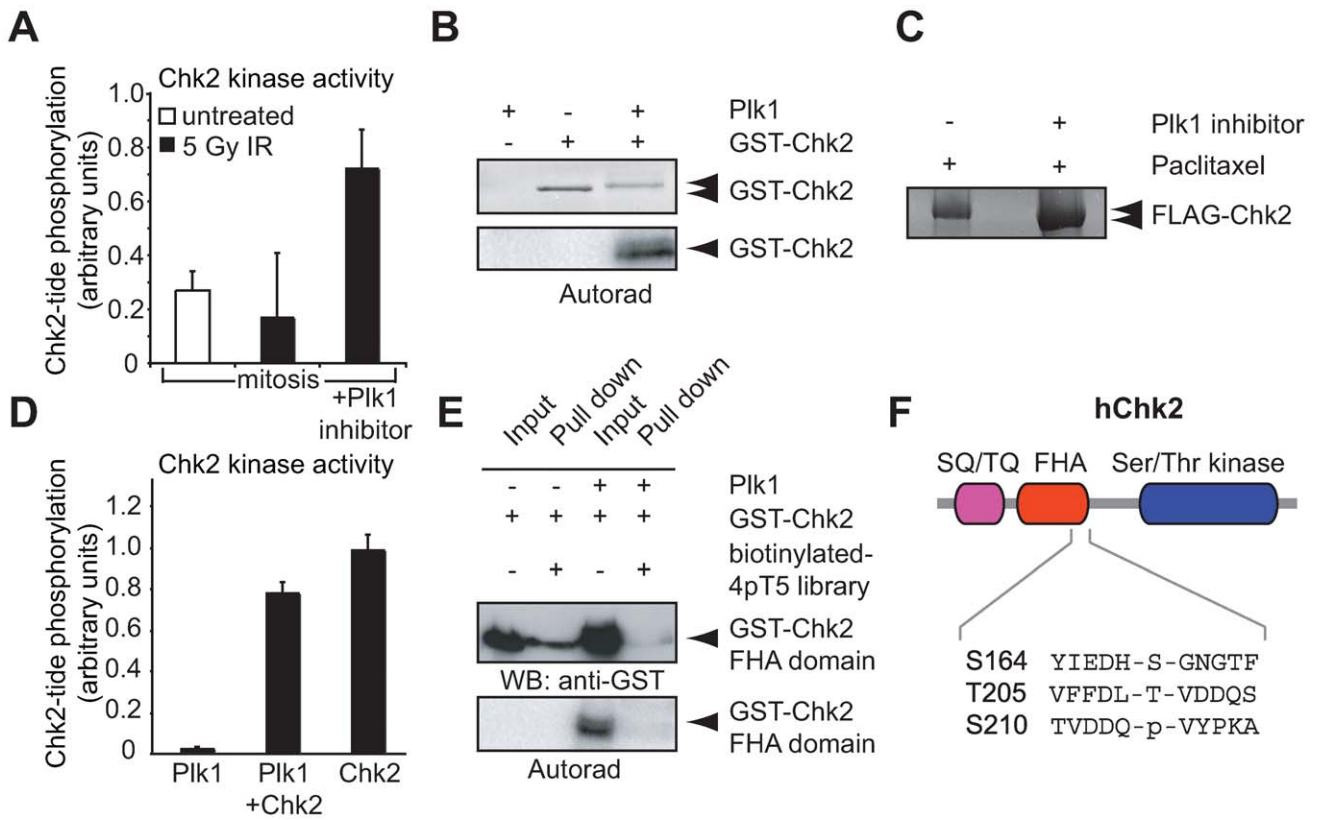 A
Chk2 kinase activity
Chk2-tide phosphorylation
(arbitrary units)
1.0
0.8
0.6
0.4
0.2
0
untreated
5 Gy IR
mitosis
+Plk1
inhibitor
B
+ - + Plk1
- + + GST-Chk2
GST-Chk2
GST-Chk2
Autorad
C
- + Plk1 inhibitor
+ + Paclitaxel
FLAG-Chk2
D
Chk2 kinase activity
Chk2-tide phosphorylation
(arbitrary units)
1.2
1.0
0.8
0.6
0.4
0.2
0
Plk1
Plk1
+Chk2
Chk2
E
Input
Pull down
Input
Pull down
- - + + Plk1
+ + + + GST-Chk2
- + - + biotinylated-
4pT5 library
GST-Chk2
FHA domain
WB: anti-GST
GST-Chk2
FHA domain
Autorad
F
hChk2
SQ/TQ FHA Ser/Thr kinase
S164 YIEDH-S-GNGTF
T205 VFFDL-T-VDDQS
S210 TVDDQ-p-VYPKA